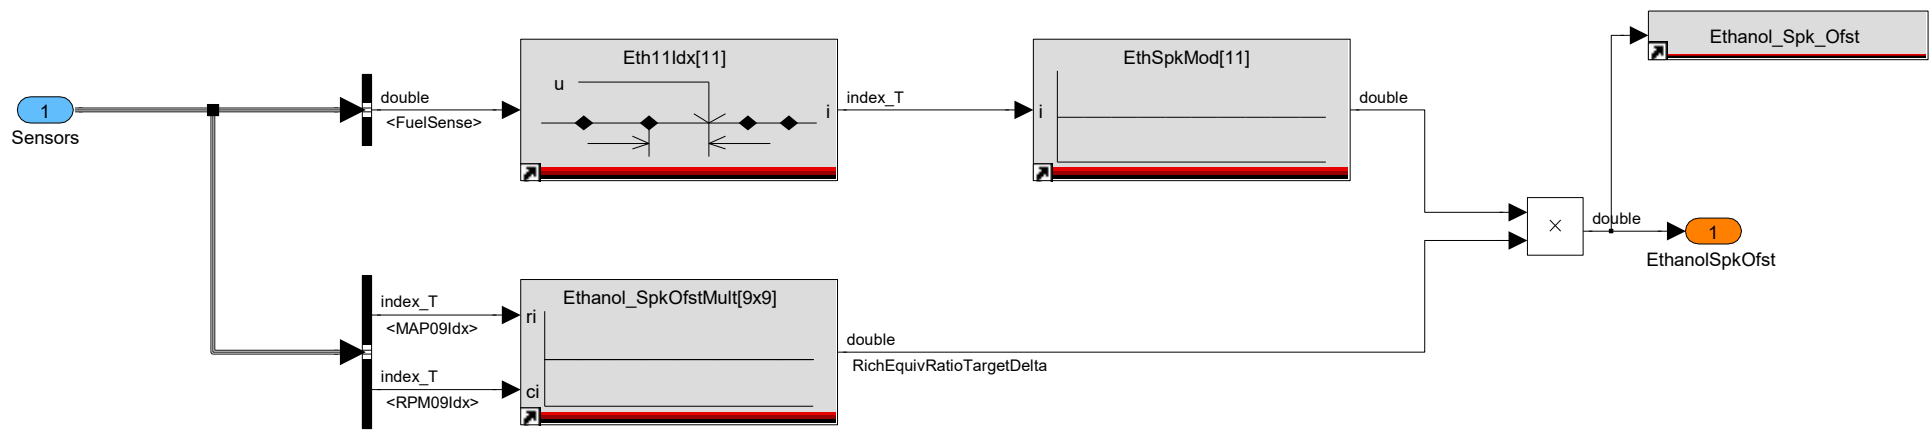 Ethanol_Spk_Ofst
Eth11Idx[11]
u
i
EthSpkMod[11]
i
1
Sensors
double
<FuelSense>
index_T
double
×
double
1
EthanolSpkOfst
index_T
<MAP09Idx>
index_T
<RPM09Idx>
Ethanol_SpkOfstMult[9x9]
ri
ci
double
RichEquivRatioTargetDelta